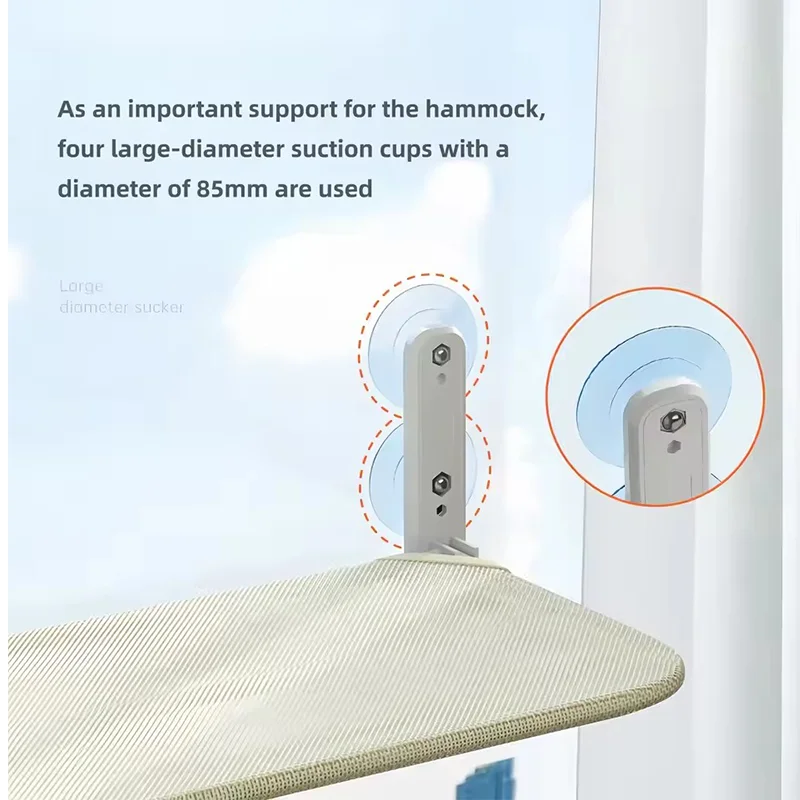 As an important support for the hammock,
four large-diameter suction cups with a
diameter of 85mm are used
Large
diameter sucker